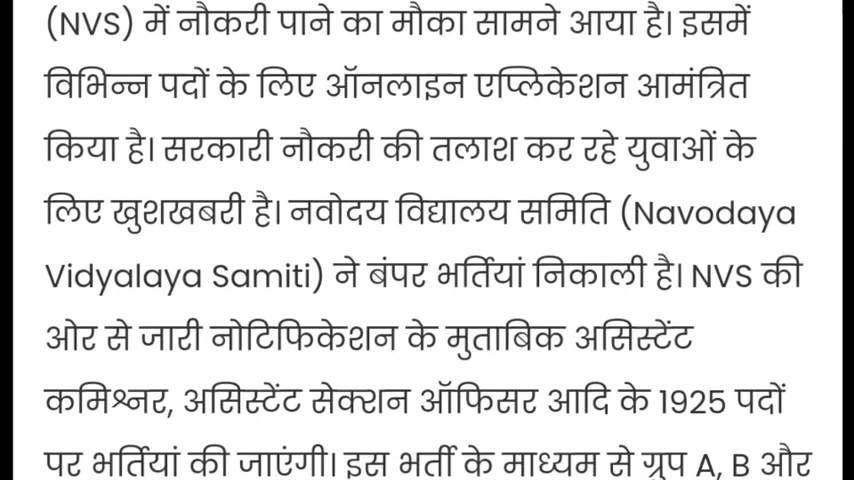 (NVS) में नौकरी पाने का मौका सामने आया है। इसमें
विभिन्न पदों के लिए ऑनलाइन एप्लिकेशन आमंत्रित
किया है। सरकारी नौकरी की तलाश कर रहे युवाओं के
लिए खुशखबरी है। नवोदय विद्यालय समिति (Navodaya
Vidyalaya Samiti) ने बंपर भर्तियां निकाली है। NVS की
ओर से जारी नोटिफिकेशन के मुताबिक असिस्टेंट
कमिश्नर, असिस्टेंट सेक्शन ऑफिसर आदि के 1925 पदों
पर भर्तियां की जाएंगी। इस भर्ती के माध्यम से ग्रुप A, B और